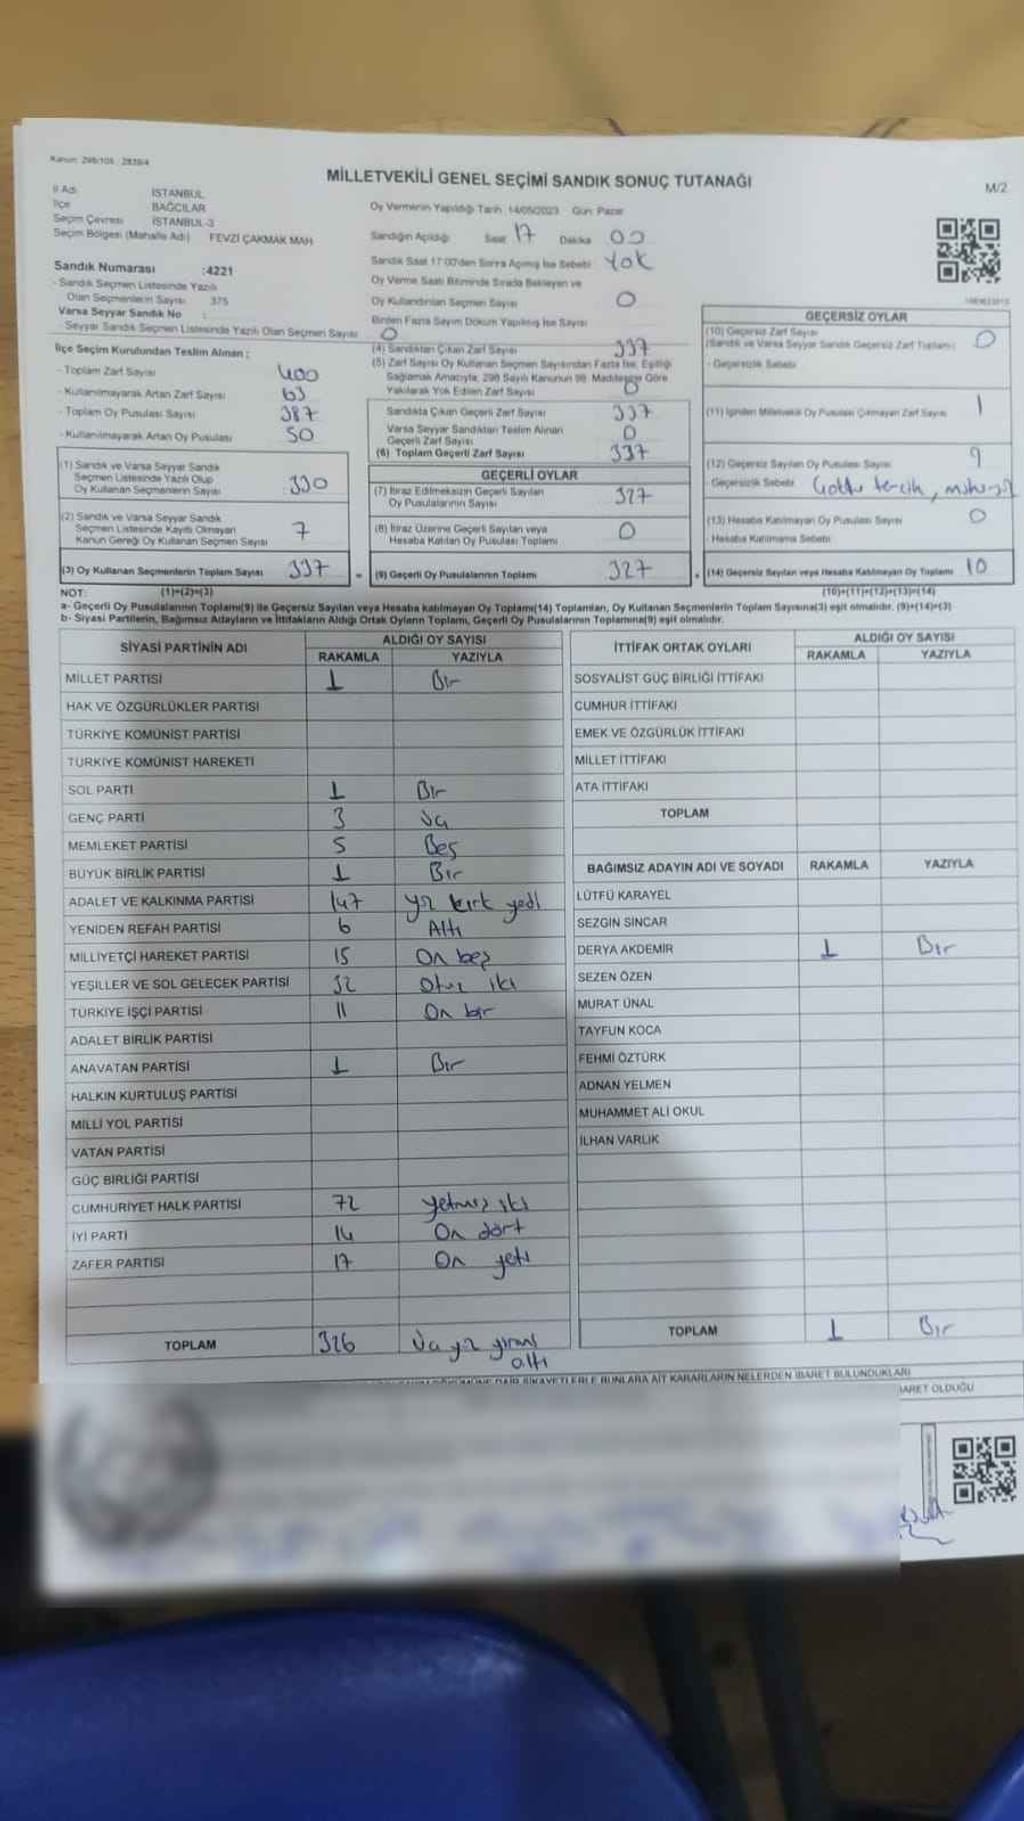 Kanun: 298/105 ; 2839/4
MİLLETVEKİLİ GENEL SEÇİMİ SANDIK SONUÇ TUTANAĞI
M/2
İl Adı İSTANBUL
İlçe BAĞCILAR
Seçim Çevresi İSTANBUL-3
Seçim Bölgesi (Mahalle Adı) FEVZİ ÇAKMAK MAH
Oy Vermenin Yapıldığı Tarih 14/05/2023 Gün: Pazar
Sandığın Açıldığı Saat 17 Dakika 00
Sandık Saat 17:00'den Sonra Açılmış İse Sebebi Yok
Oy Verme Saati Bitiminde Sırada Bekleyen ve
Oy Kullandırılan Seçmen Sayısı 0
Birden Fazla Sayım Döküm Yapılmış İse Sayısı
Sandık Numarası :4221
- Sandık Seçmen Listesinde Yazılı
Olan Seçmenlerin Sayısı 375
Varsa Seyyar Sandık No :
- Seyyar Sandık Seçmen Listesinde Yazılı Olan Seçmen Sayısı 0
İlçe Seçim Kurulundan Teslim Alınan ;
- Toplam Zarf Sayısı 400
- Kullanılmayarak Artan Zarf Sayısı 63
- Toplam Oy Pusulası Sayısı 387
- Kullanılmayarak Artan Oy Pusulası 50
(4) Sandıktan Çıkan Zarf Sayısı 337
(5) Zarf Sayısı Oy Kullanan Seçmen Sayısından Fazla İse, Eşitliği
Sağlamak Amacıyla, 298 Sayılı Kanunun 98. Maddesine Göre
Yakılarak Yok Edilen Zarf Sayısı 0
Sandıkta Çıkan Geçerli Zarf Sayısı 337
Varsa Seyyar Sandıktan Teslim Alınan
Geçerli Zarf Sayısı 0
(6) Toplam Geçerli Zarf Sayısı 337
GEÇERSİZ OYLAR
(10) Geçersiz Zarf Sayısı
(Sandık ve Varsa Seyyar Sandık Geçersiz Zarf Toplamı) 0
- Geçersizlik Sebebi
(11) İçinden Milletvekili Oy Pusulası Çıkmayan Zarf Sayısı 1
(12) Geçersiz Sayılan Oy Pusulası Sayısı 9
Geçersizlik Sebebi tercih,
(13) Hesaba Katılmayan Oy Pusulası Sayısı 0
- Hesaba Katılmama Sebebi
(14) Geçersiz Sayılan veya Hesaba Katılmayan Oy Toplamı 10
(1) Sandık ve Varsa Seyyar Sandık
Seçmen Listesinde Yazılı Olup
Oy Kullanan Seçmenlerin Sayısı 330
(2) Sandık ve Varsa Seyyar Sandık
Seçmen Listesinde Kayıtlı Olmayan
Kanun Gereği Oy Kullanan Seçmen Sayısı 7
(3) Oy Kullanan Seçmenlerin Toplam Sayısı 337
GEÇERLİ OYLAR
(7) İtiraz Edilmeksizin Geçerli Sayılan
Oy Pusulalarının Sayısı 327
(8) İtiraz Üzerine Geçerli Sayılan veya
Hesaba Katılan Oy Pusulası Toplamı 0
(9) Geçerli Oy Pusulalarının Toplamı 327
NOT: (1)+(2)=(3) (10)+(11)+(12)+(13)=(14)
a- Geçerli Oy Pusulalarının Toplamı(9) ile Geçersiz Sayılan veya Hesaba katılmayan Oy Toplamı(14) Toplamları, Oy Kullanan Seçmenlerin Toplam Sayısına(3) eşit olmalıdır. (9)+(14)=(3)
b- Siyasi Partilerin, Bağımsız Adayların ve İttifakların Aldığı Ortak Oyların Toplamı, Geçerli Oy Pusulalarının Toplamına(9) eşit olmalıdır.
SİYASİ PARTİNİN ADI ALDIĞI OY SAYISI
RAKAMLA YAZIYLA
MİLLET PARTİSİ 1 Bir
HAK VE ÖZGÜRLÜKLER PARTİSİ
TÜRKİYE KOMÜNİST PARTİSİ
TÜRKİYE KOMÜNİST HAREKETİ
SOL PARTİ 1 Bir
GENÇ PARTİ 3 Üç
MEMLEKET PARTİSİ 5 Beş
BÜYÜK BİRLİK PARTİSİ 1 Bir
ADALET VE KALKINMA PARTİSİ 147 yz kırk yedi
YENİDEN REFAH PARTİSİ 6 Altı
MİLLİYETÇİ HAREKET PARTİSİ 15 On beş
YEŞİLLER VE SOL GELECEK PARTİSİ 32 Otuz iki
TÜRKİYE İŞÇİ PARTİSİ 11 On bir
ADALET BİRLİK PARTİSİ
ANAVATAN PARTİSİ 1 Bir
HALKIN KURTULUŞ PARTİSİ
MİLLİ YOL PARTİSİ
VATAN PARTİSİ
GÜÇ BİRLİĞİ PARTİSİ
CUMHURİYET HALK PARTİSİ 72 yetmiş iki
İYİ PARTİ 14 On dört
ZAFER PARTİSİ 17 On yedi
TOPLAM 326 Üç yz yirmi
altı
İTTİFAK ORTAK OYLARI ALDIĞI OY SAYISI
RAKAMLA YAZIYLA
SOSYALİST GÜÇ BİRLİĞİ İTTİFAKI
CUMHUR İTTİFAKI
EMEK VE ÖZGÜRLÜK İTTİFAKI
MİLLET İTTİFAKI
ATA İTTİFAKI
TOPLAM
BAĞIMSIZ ADAYIN ADI VE SOYADI RAKAMLA YAZIYLA
LÜTFÜ KARAYEL
SEZGİN SİNCAR
DERYA AKDEMİR 1 Bir
SEZEN ÖZEN
MURAT ÜNAL
TAYFUN KOCA
FEHMİ ÖZTÜRK
ADNAN YELMEN
MUHAMMET ALİ OKUL
İLHAN VARLIK
TOPLAM 1 Bir
DAİR ŞİKAYETLERLE BUNLARA AİT KARARLARIN NELERDEN İBARET BULUNDUKLARI
İBARET OLDUĞU